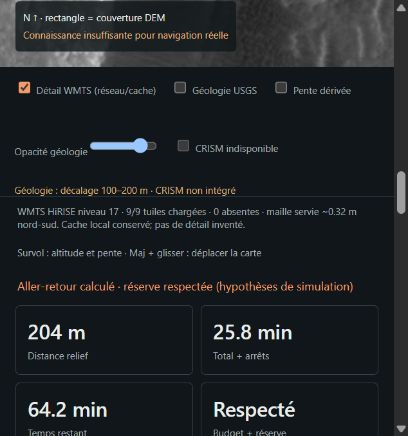 N ↑ · rectangle = couverture DEM
Connaissance insuffisante pour navigation réelle
Détail WMTS (réseau/cache)
Géologie USGS
Pente dérivée
Opacité géologie
CRISM indisponible
Géologie : décalage 100–200 m · CRISM non intégré
WMTS HiRISE niveau 17 · 9/9 tuiles chargées · 0 absentes · maille servie ~0.32 m
nord-sud. Cache local conservé; pas de détail inventé.
Survol : altitude et pente · Maj + glisser : déplacer la carte
Aller-retour calculé · réserve respectée (hypothèses de simulation)
204 m
Distance relief
25.8 min
Total + arrêts
64.2 min
Temps restant
Respecté
Budget + réserve